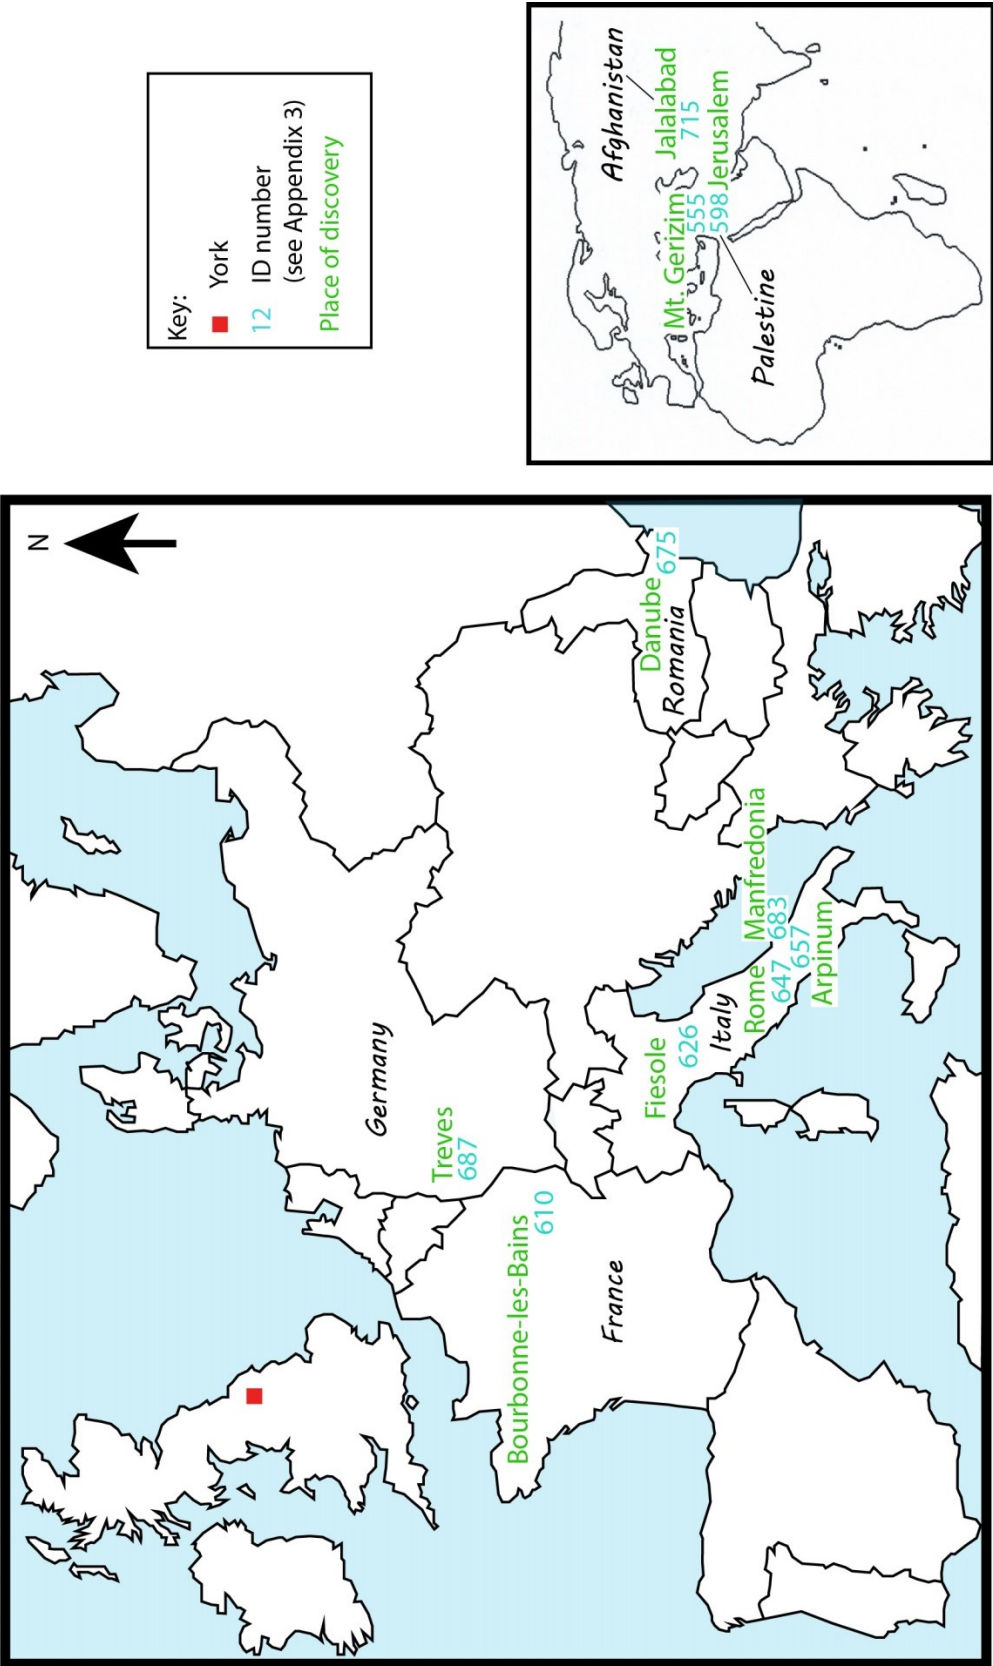 N
Germany
Treves
687
Bourbonne-les-Bains
610
France
Danube
675
Romania
Fiesole
626
Italy
Rome
647
Manfredonia
683
657
Arpinum
Key:
York
12 ID number
(see Appendix 3)
Place of discovery
Afghanistan
Jalalabad
715
Mt. Gerizim
555
598
Jerusalem
Palestine